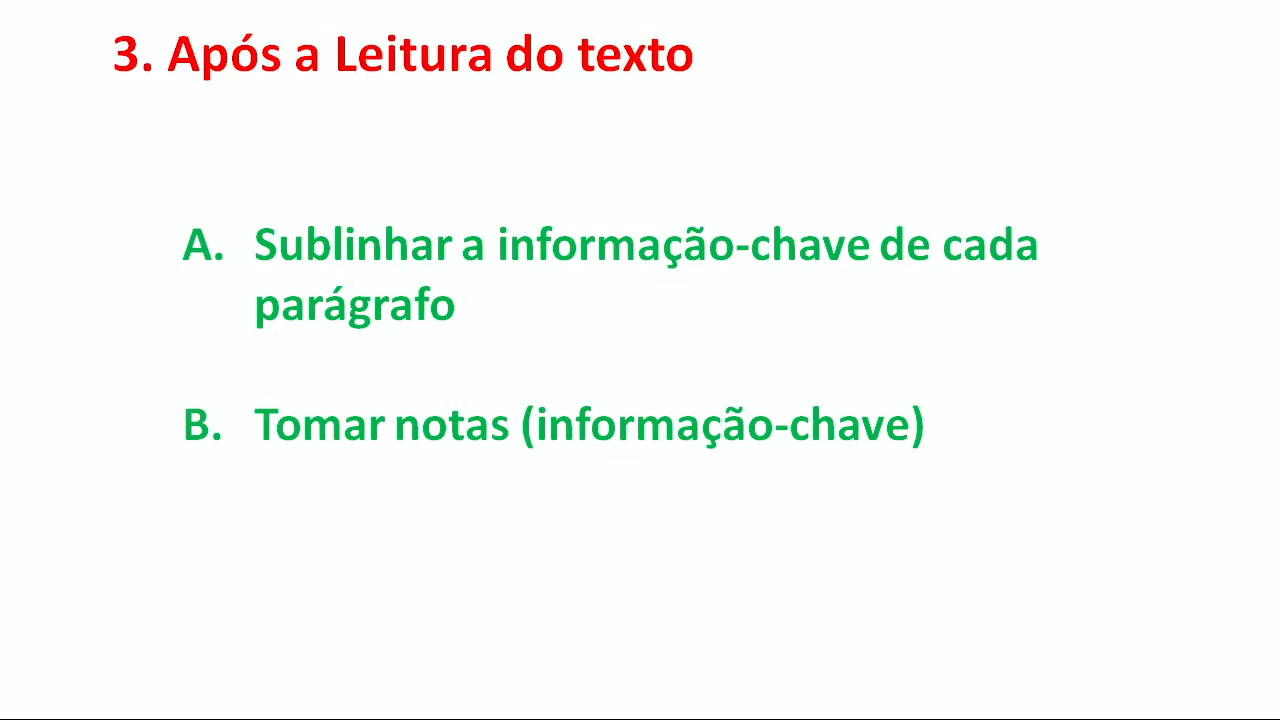 3. Após a Leitura do texto
A. Sublinhar a informação-chave de cada
parágrafo
B. Tomar notas (informação-chave)